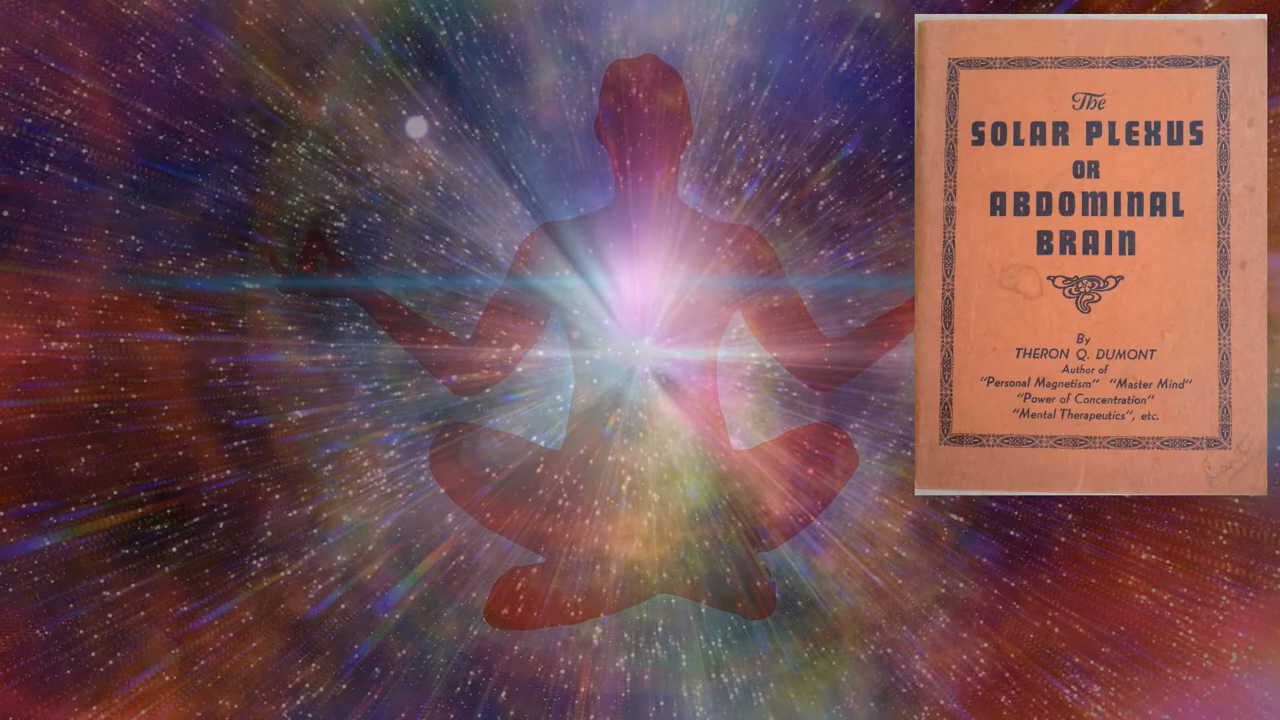 The
SOLAR PLEXUS
OR
ABDOMINAL
BRAIN
By
THERON Q. DUMONT
Author of
"Personal Magnetism" "Master Mind"
"Power of Concentration"
"Mental Therapeutics", etc.